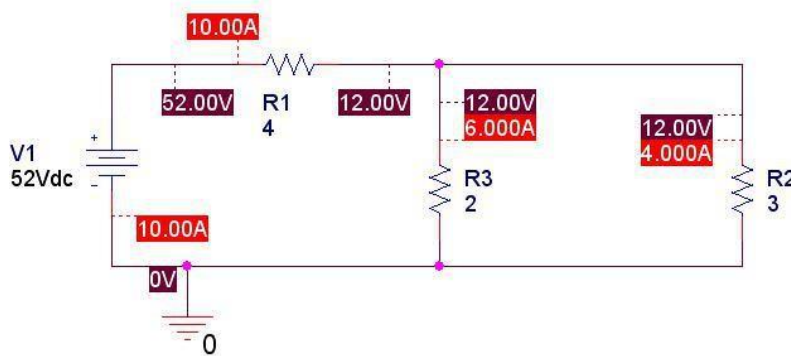 10.00A
52.00V
R1
4
12.00V
12.00V
6.000A
12.00V
4.000A
V1
+
52Vdc
-
R3
2
R2
3
10.00A
0V
0